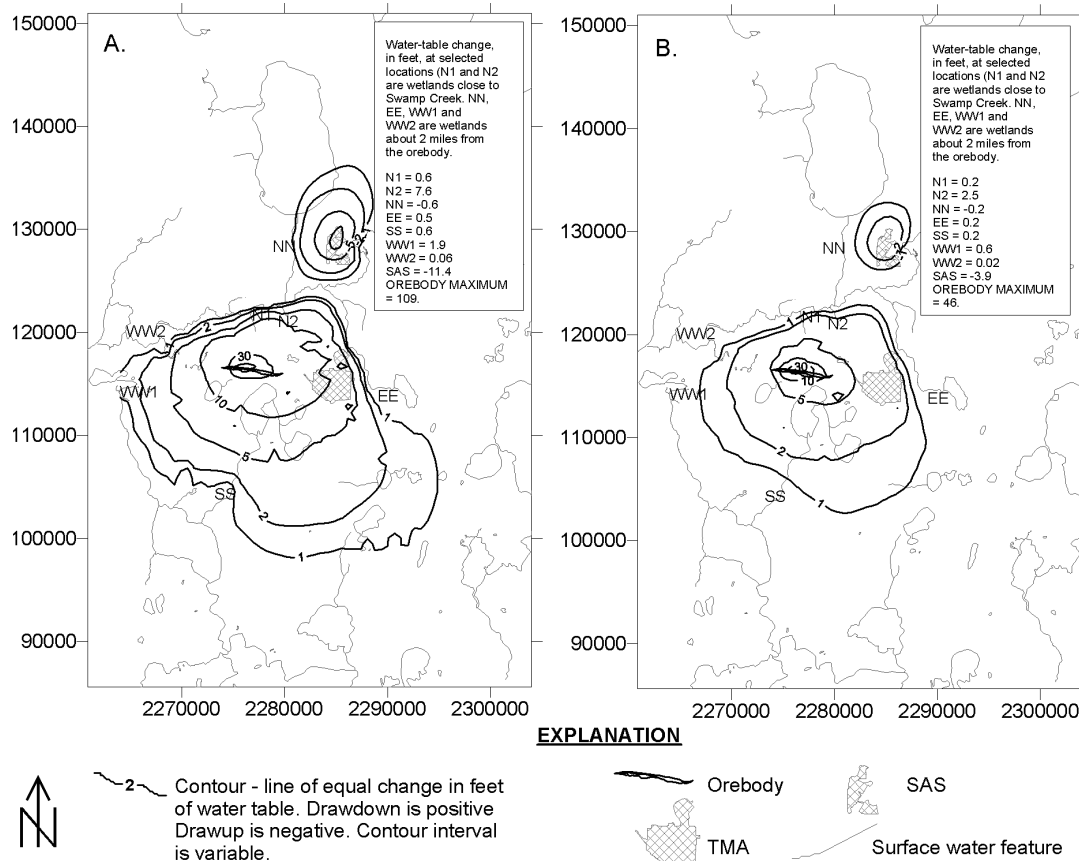 A.
150000
140000
130000
120000
110000
100000
90000
2270000
2280000
2290000
2300000
Water-table change,
in feet, at selected
locations (N1 and N2
are wetlands close to
Swamp Creek. NN,
EE, WW1 and
WW2 are wetlands
about 2 miles from
the orebody.
N1 = 0.6
N2 = 7.6
NN = -0.6
EE = 0.5
SS = 0.6
WW1 = 1.9
WW2 = 0.06
SAS = -11.4
OREBODY MAXIMUM
= 109.
NN
-5
-2
-1
WW2
2
N1
N2
30
WW1
10
EE
1
5
SS
2
1
B.
150000
140000
130000
120000
110000
100000
90000
2270000
2280000
2290000
2300000
Water-table change,
in feet, at selected
locations (N1 and N2
are wetlands close to
Swamp Creek. NN,
EE, WW1 and
WW2 are wetlands
about 2 miles from
the orebody.
N1 = 0.2
N2 = 2.5
NN = -0.2
EE = 0.2
SS = 0.2
WW1 = 0.6
WW2 = 0.02
SAS = -3.9
OREBODY MAXIMUM
= 46.
NN
-2
WW2
1
N1
N2
30
10
WW1
5
EE
2
SS
1
EXPLANATION
N
2
Contour - line of equal change in feet
of water table. Drawdown is positive
Drawup is negative. Contour interval
is variable.
Orebody
SAS
TMA
Surface water feature